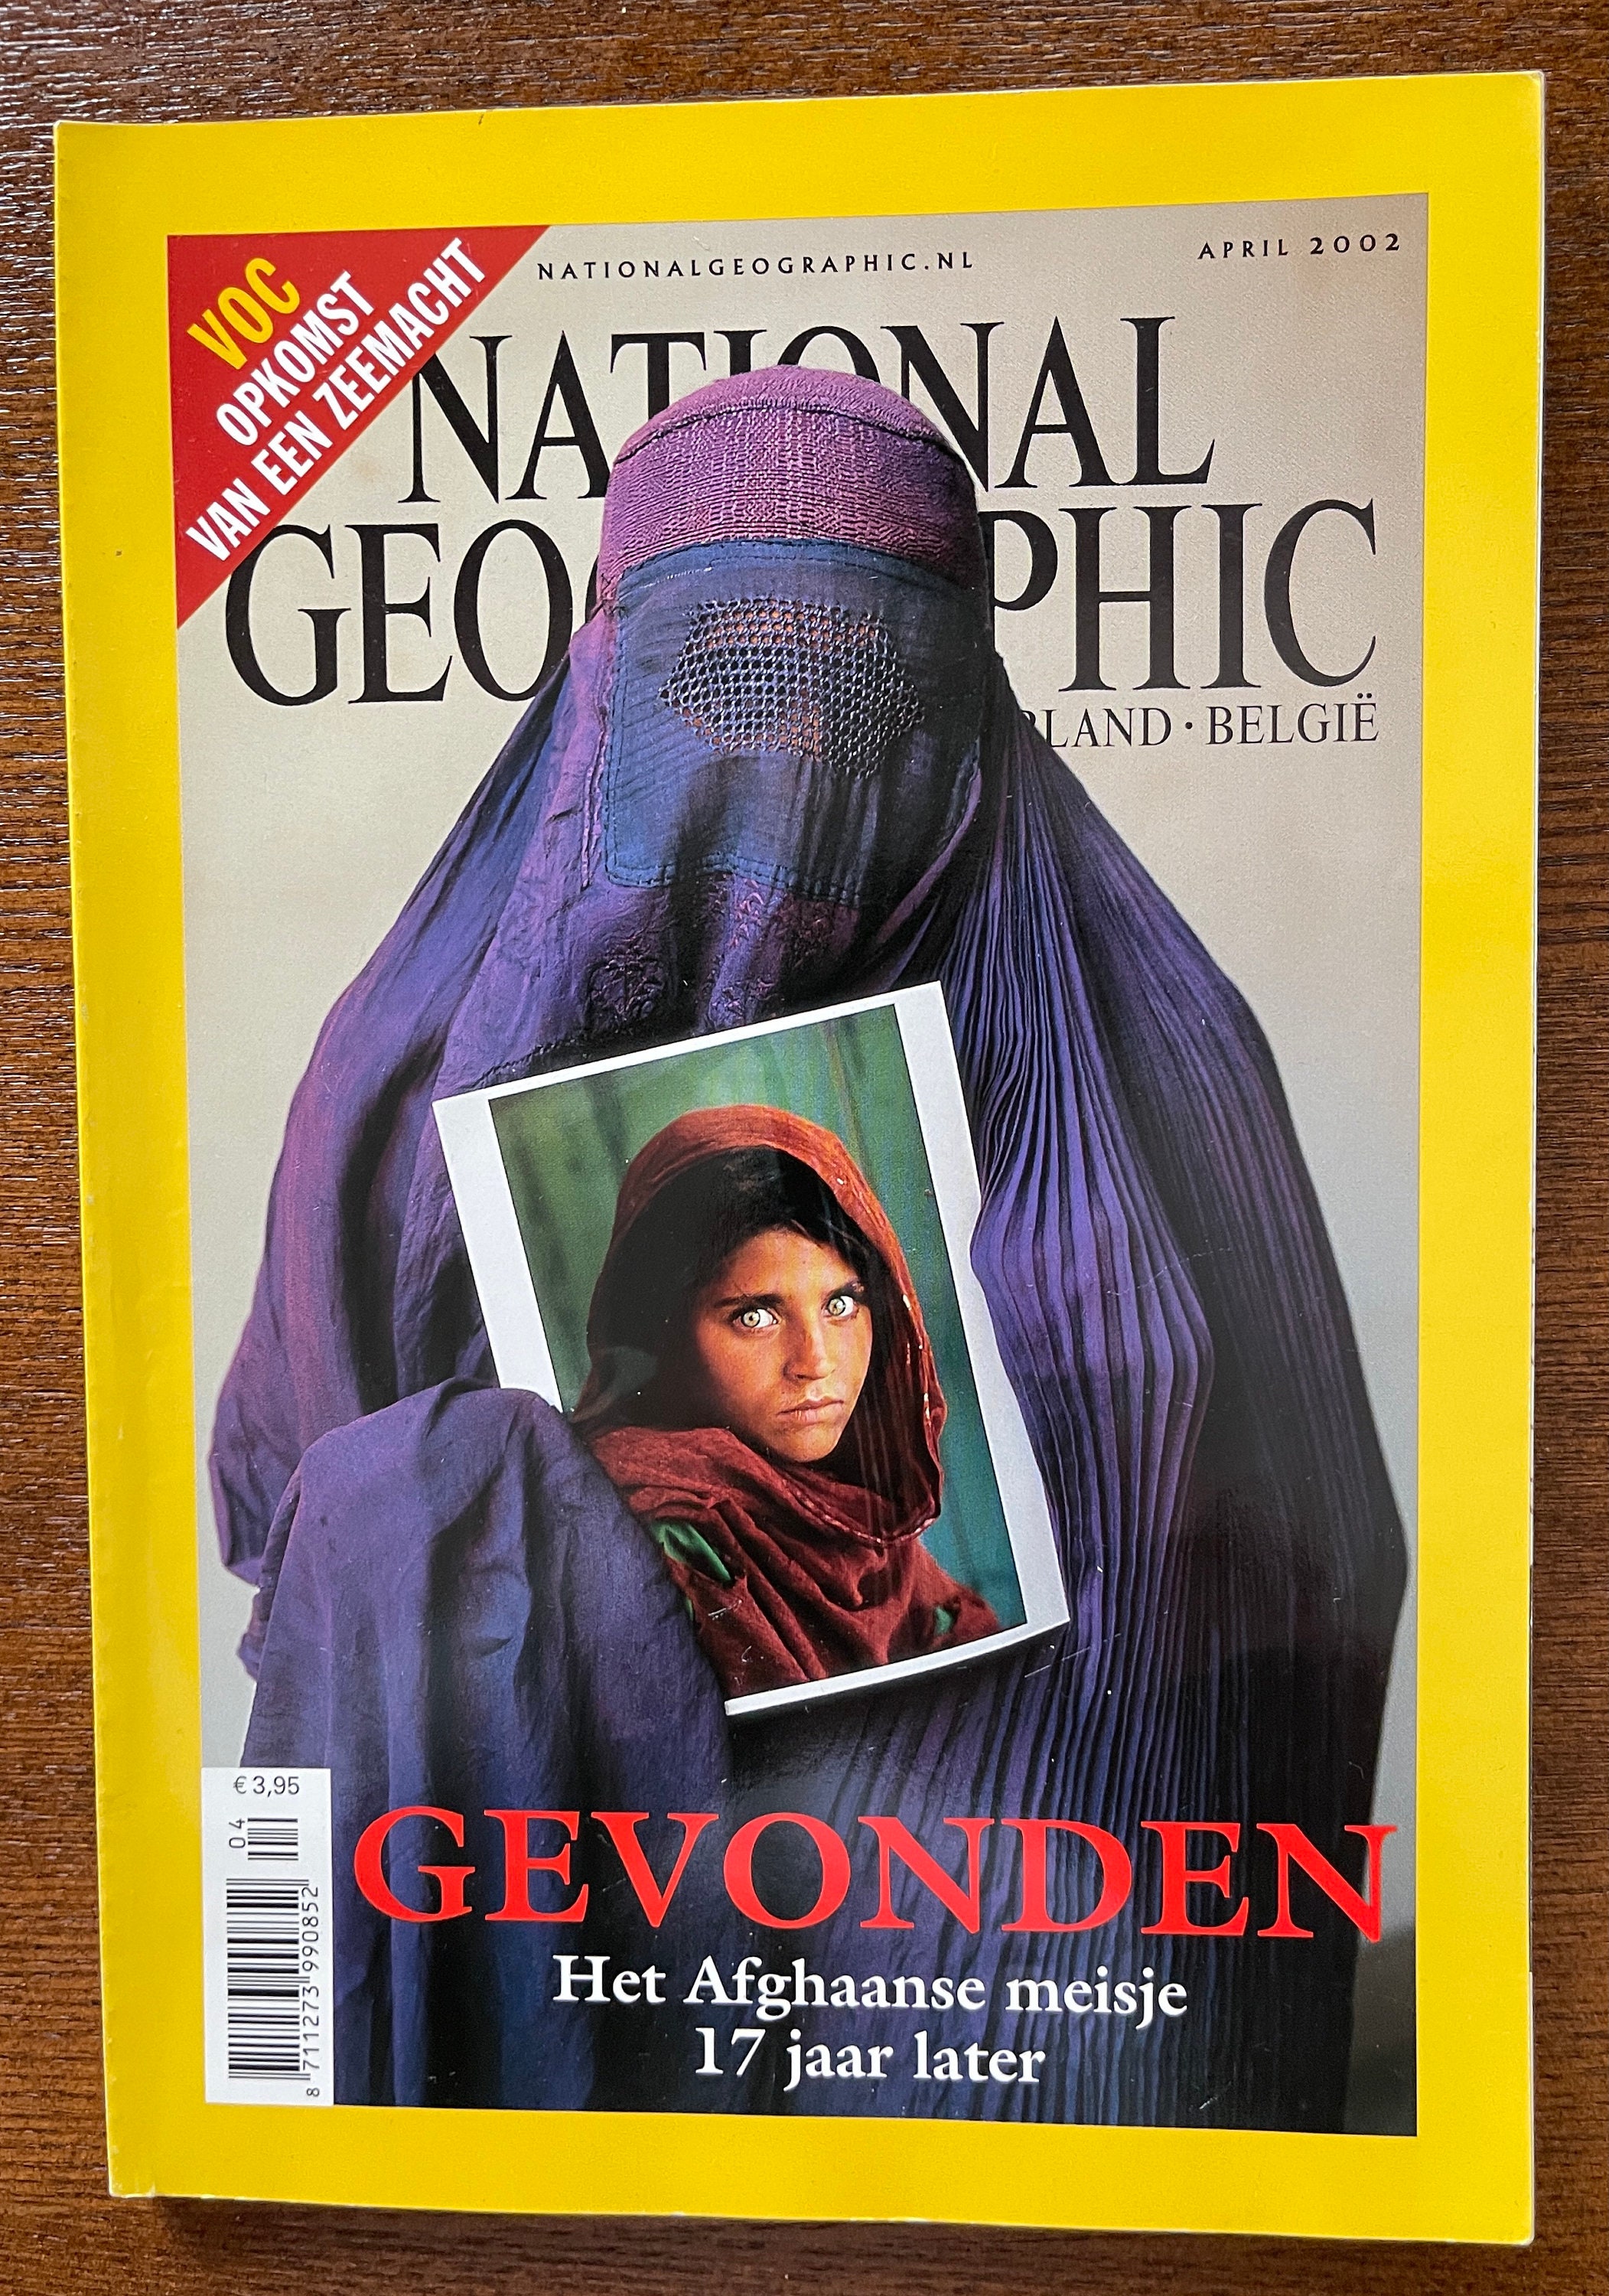 VOC
OPKOMST
VAN EEN ZEEMACHT
NATIONALGEOGRAPHIC.NL
APRIL 2002
NATIONAL
GEOGRAPHIC
RLAND · BELGIË
€ 3,95
04
8 711273 990852
GEVONDEN
Het Afghaanse meisje
17 jaar later